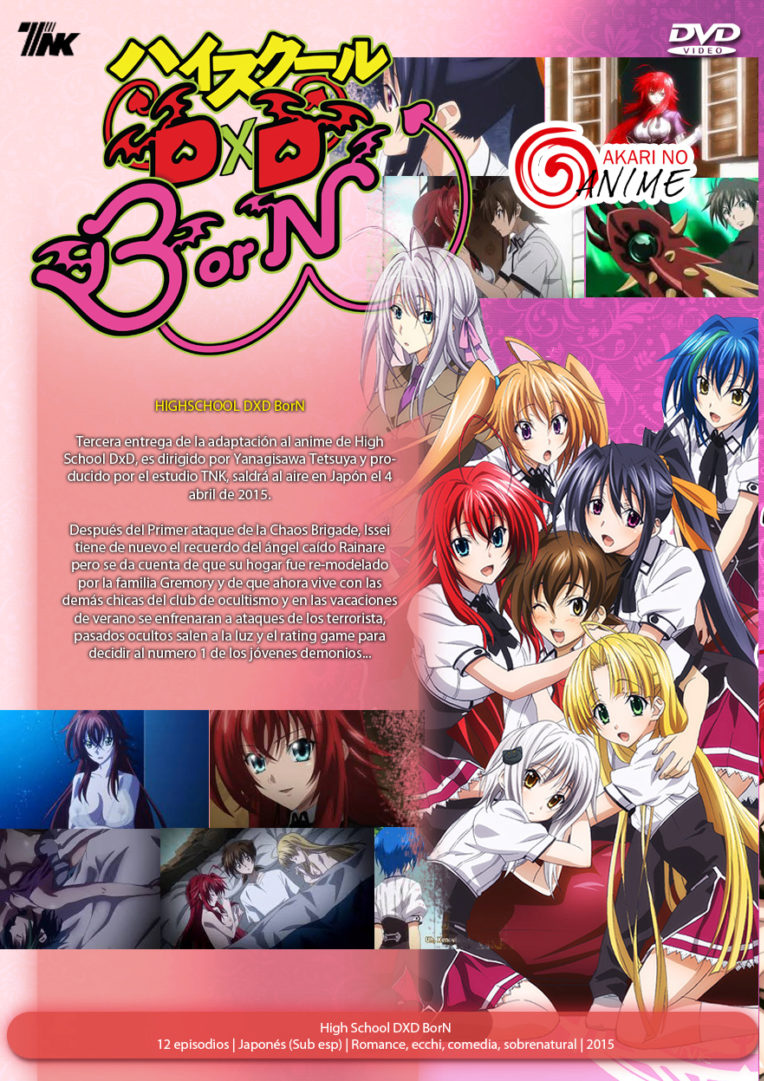 TNK
DVD
VIDEO
ハイスクール
DXD
BorN
AKARI NO
ANIME
HIGHSCHOOL DXD BorN
Tercera entrega de la adaptación al anime de High
School DxD, es dirigido por Yanagisawa Tetsuya y pro-
ducido por el estudio TNK, saldrá al aire en Japón el 4
abril de 2015.
Después del Primer ataque de la Chaos Brigade, Issei
tiene de nuevo el recuerdo del ángel caído Rainare
pero se da cuenta de que su hogar fue re-modelado
por la familia Gremory y de que ahora vive con las
demás chicas del club de ocultismo y en las vacaciones
de verano se enfrenaran a ataques de los terrorista,
pasados ocultos salen a la luz y el rating game para
decidir al numero 1 de los jóvenes demonios...
High School DXD BorN
12 episodios | Japonés (Sub esp) | Romance, ecchi, comedia, sobrenatural | 2015